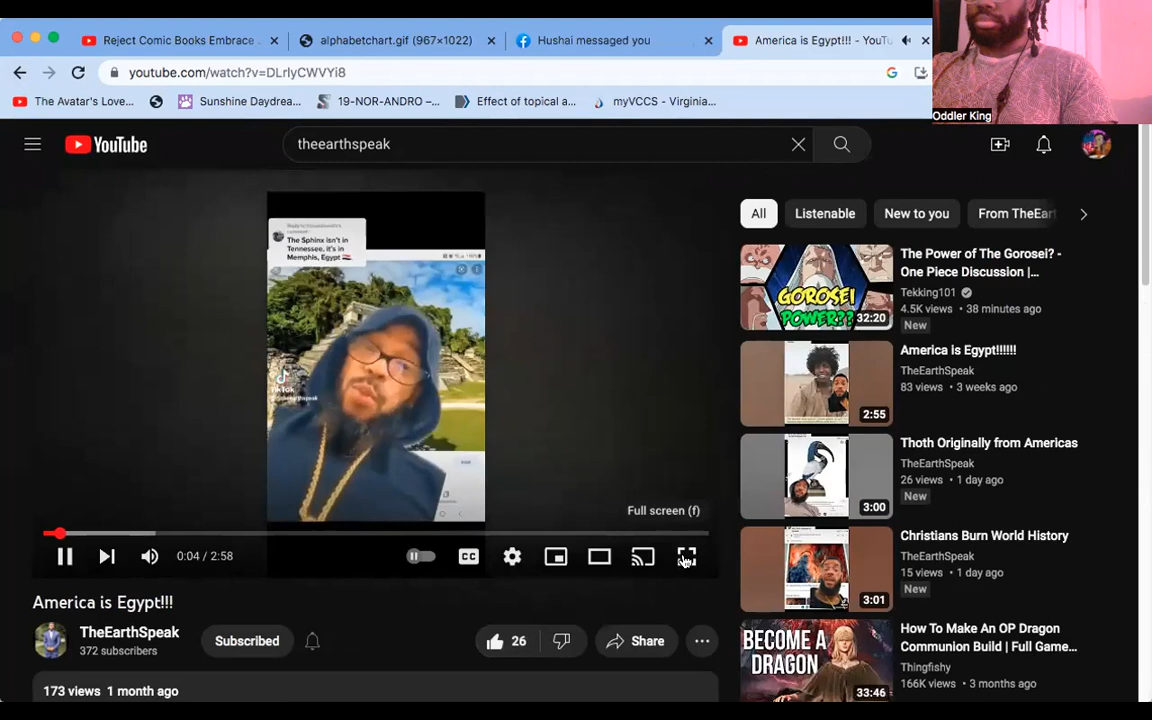 Reject Comic Books Embrace
alphabetchart.gif (967×1022)
Hushai messaged you
America is Egypt!!! - YouTu
youtube.com/watch?v=DLrlyCWVYi8
The Avatar's Love...
Sunshine Daydrea...
19-NOR-ANDRO –...
Effect of topical a...
myVCCS - Virginia...
Oddler King
YouTube
theearthspeak
The Sphinx isn't in
Tennessee, it's in
Memphis, Egypt 🇪🇬
TikTok
Full screen (f)
0:04 / 2:58
CC
America is Egypt!!!
TheEarthSpeak
372 subscribers
Subscribed
26
Share
173 views 1 month ago
All
Listenable
New to you
From TheEar
GOROSEI
POWER??
32:20
The Power of The Gorosei? -
One Piece Discussion |...
Tekking101
4.5K views • 38 minutes ago
New
2:55
America is Egypt!!!!!!
TheEarthSpeak
83 views • 3 weeks ago
3:00
Thoth Originally from Americas
TheEarthSpeak
26 views • 1 day ago
New
3:01
Christians Burn World History
TheEarthSpeak
15 views • 1 day ago
New
BECOME A
DRAGON
33:46
How To Make An OP Dragon
Communion Build | Full Game...
Thingfishy
166K views • 3 months ago